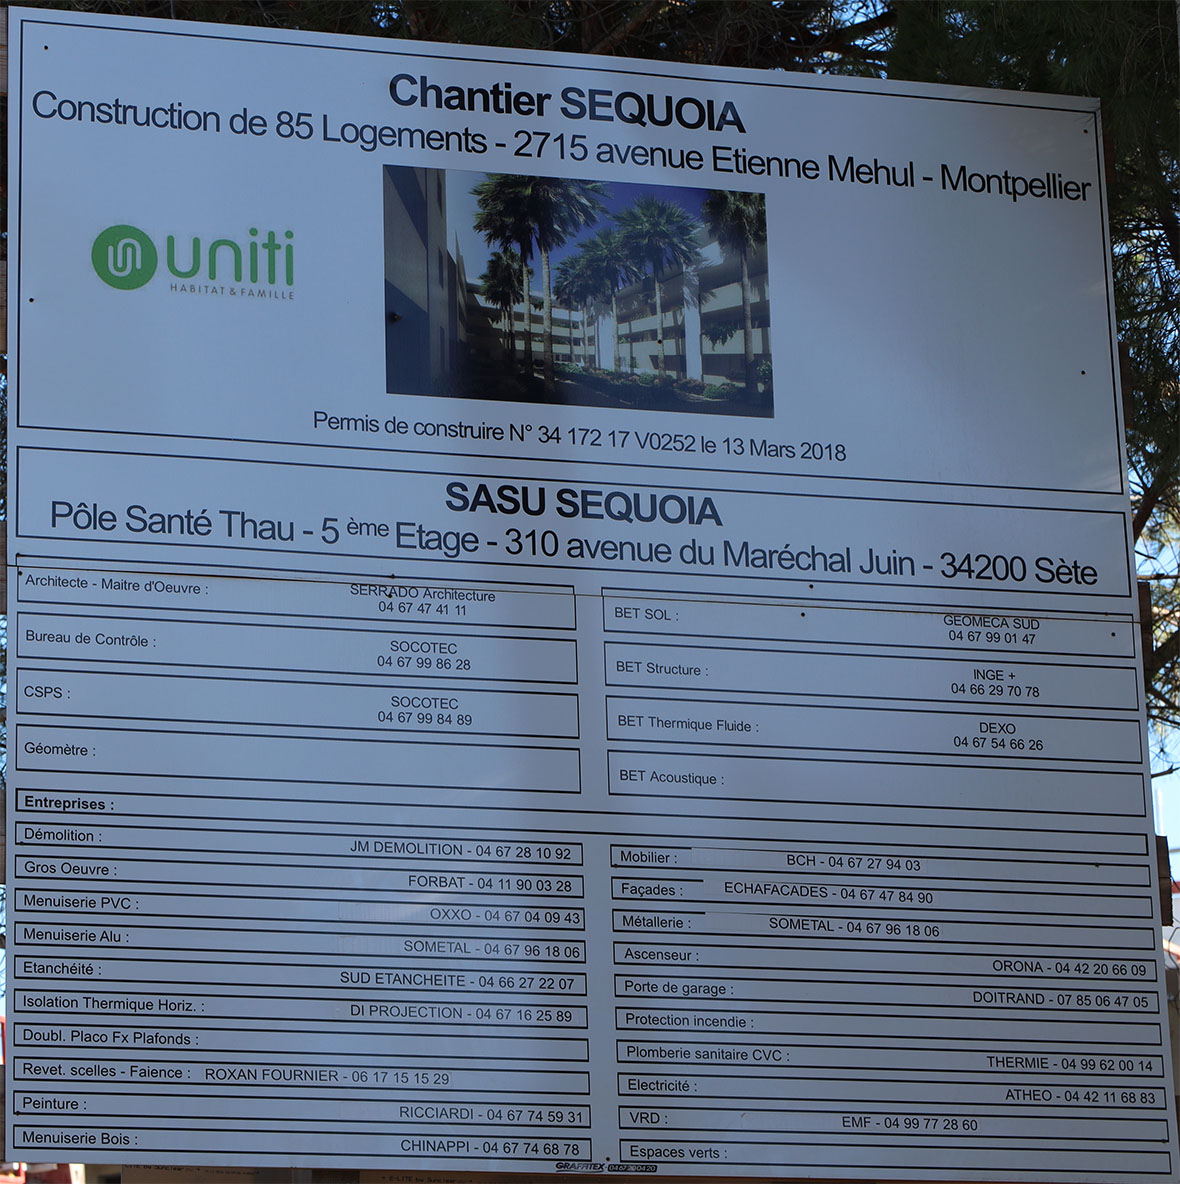 Chantier SEQUOIA
Construction de 85 Logements - 2715 avenue Etienne Mehul - Montpellier
uniti
HABITAT & FAMILLE
Permis de construire N° 34 172 17 V0252 le 13 Mars 2018
SASU SEQUOIA
Pôle Santé Thau - 5 ème Etage - 310 avenue du Maréchal Juin - 34200 Sète
Architecte - Maitre d'Oeuvre :
SERRADO Architecture
04 67 47 41 11
Bureau de Contrôle :
SOCOTEC
04 67 99 86 28
CSPS :
SOCOTEC
04 67 99 84 89
Géomètre :
BET SOL :
GEOMECA SUD
04 67 99 01 47
BET Structure :
INGE +
04 66 29 70 78
BET Thermique Fluide :
DEXO
04 67 54 66 26
BET Acoustique :
Entreprises :
Démolition :
JM DEMOLITION - 04 67 28 10 92
Gros Oeuvre :
FORBAT - 04 11 90 03 28
Menuiserie PVC :
OXXO - 04 67 04 09 43
Menuiserie Alu :
SOMETAL - 04 67 96 18 06
Etanchéité :
SUD ETANCHEITE - 04 66 27 22 07
Isolation Thermique Horiz. :
DI PROJECTION - 04 67 16 25 89
Doubl. Placo Fx Plafonds :
Revet. scelles - Faience : ROXAN FOURNIER - 06 17 15 15 29
Peinture :
RICCIARDI - 04 67 74 59 31
Menuiserie Bois :
CHINAPPI - 04 67 74 68 78
Mobilier : BCH - 04 67 27 94 03
Façades : ECHAFACADES - 04 67 47 84 90
Métallerie : SOMETAL - 04 67 96 18 06
Ascenseur :
ORONA - 04 42 20 66 09
Porte de garage :
DOITRAND - 07 85 06 47 05
Protection incendie :
Plomberie sanitaire CVC :
THERMIE - 04 99 62 00 14
Electricité :
ATHEO - 04 42 11 68 83
VRD : EMF - 04 99 77 28 60
Espaces verts :
GRAFFITEX